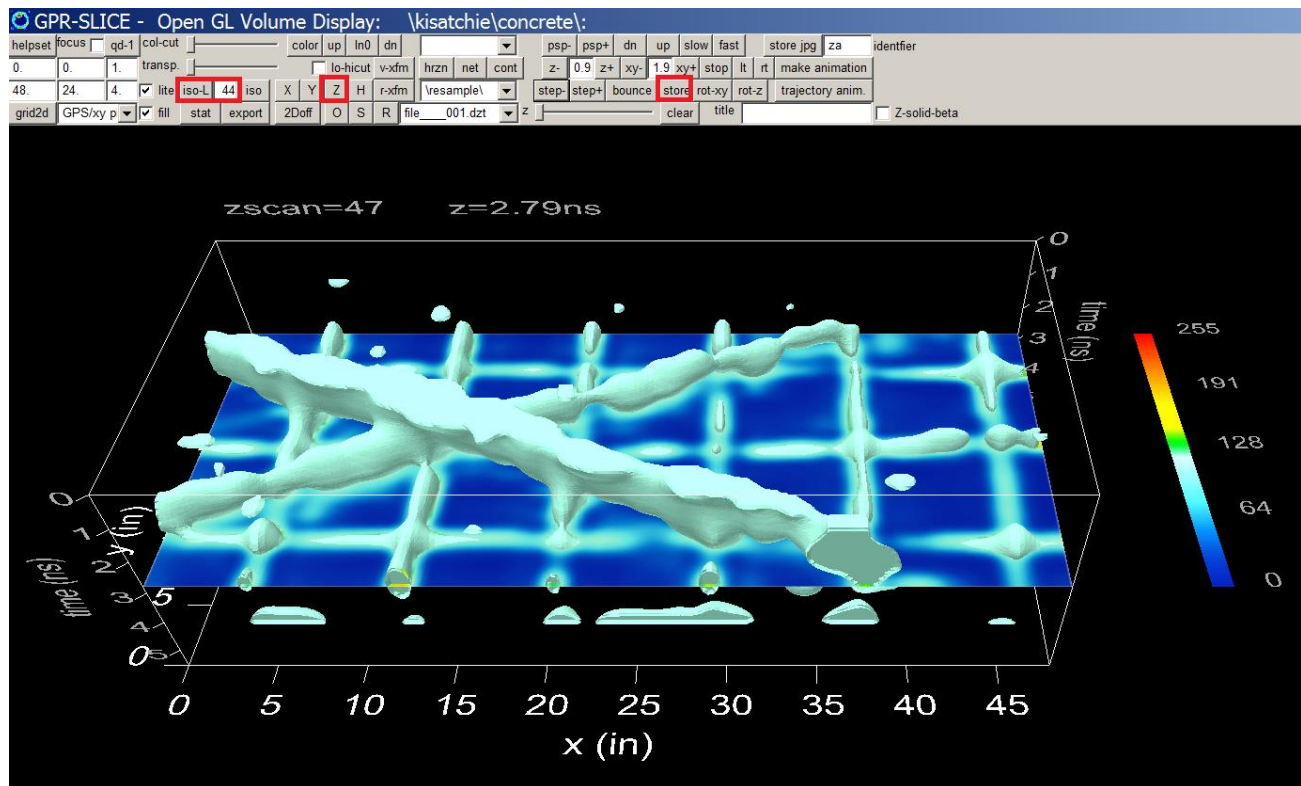 GPR-SLICE - Open GL Volume Display: \kisatchie\concrete\:
helpset focus qd-1 col-cut color up ln0 dn psp- psp+ dn up slow fast store jpg za identfier
0. 0. 1. transp. lo-hicut v-xfm hrzn net cont z- 0.9 z+ xy- 1.9 xy+ stop lt rt make animation
48. 24. 4. lite iso-L 44 iso X Y Z H r-xfm \resample\ step- step+ bounce store rot-xy rot-z trajectory anim.
grid2d GPS/xy p fill stat export 2Doff O S R file____001.dzt z clear title Z-solid-beta
zscan=47 z=2.79ns
0
1
2
3
4
time (ns)
255
191
128
64
0
0
1
2
3
4
5
time (ns)
y (in)
5
0
0 5 10 15 20 25 30 35 40 45
x (in)